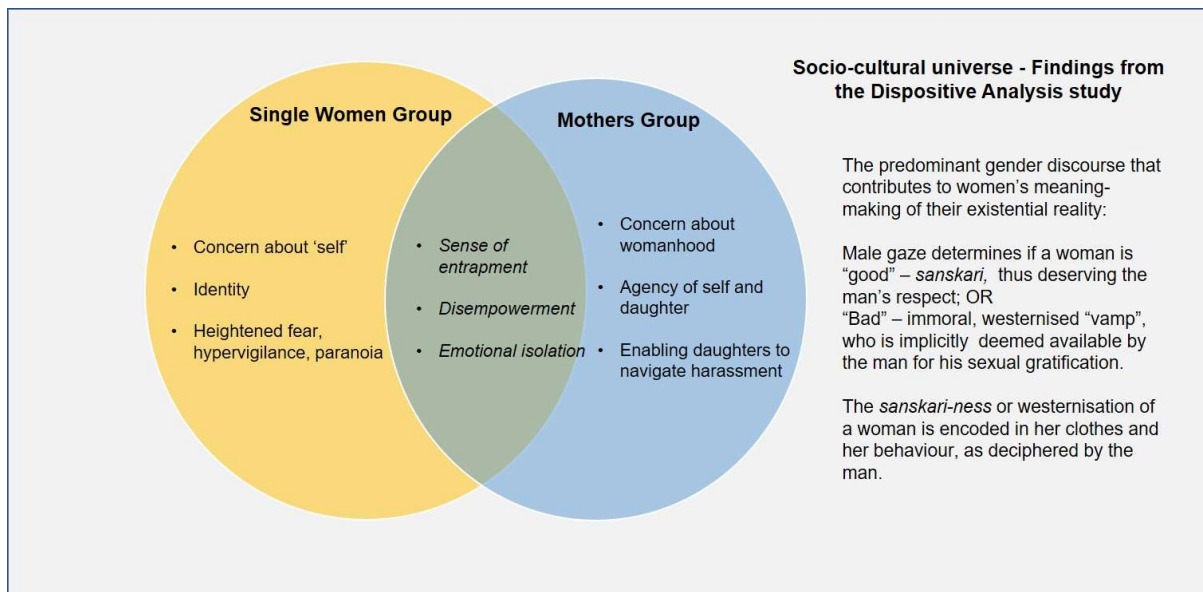 Single Women Group
• Concern about ‘self’
• Identity
• Heightened fear,
hypervigilance, paranoia
• Sense of
entrapment
• Disempowerment
• Emotional isolation
Mothers Group
• Concern about
womanhood
• Agency of self and
daughter
• Enabling daughters to
navigate harassment
Socio-cultural universe - Findings from
the Dispositive Analysis study
The predominant gender discourse that
contributes to women’s meaning-
making of their existential reality:
Male gaze determines if a woman is
“good” – sanskari, thus deserving the
man’s respect; OR
“Bad” – immoral, westernised “vamp”,
who is implicitly deemed available by
the man for his sexual gratification.
The sanskari-ness or westernisation of
a woman is encoded in her clothes and
her behaviour, as deciphered by the
man.